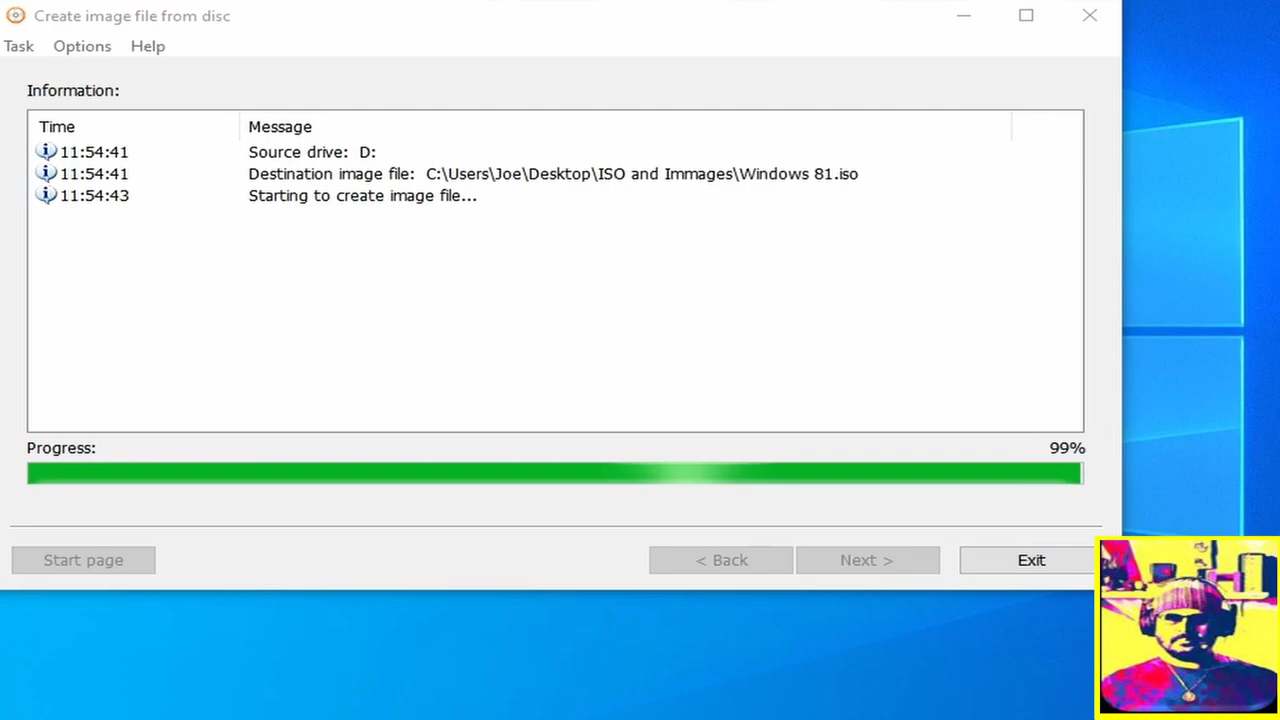 Create image file from disc
Task Options Help
Information:
Time Message
11:54:41 Source drive: D:
11:54:41 Destination image file: C:\Users\Joe\Desktop\ISO and Immages\Windows 81.iso
11:54:43 Starting to create image file...
Progress: 99%
Start page < Back Next > Exit